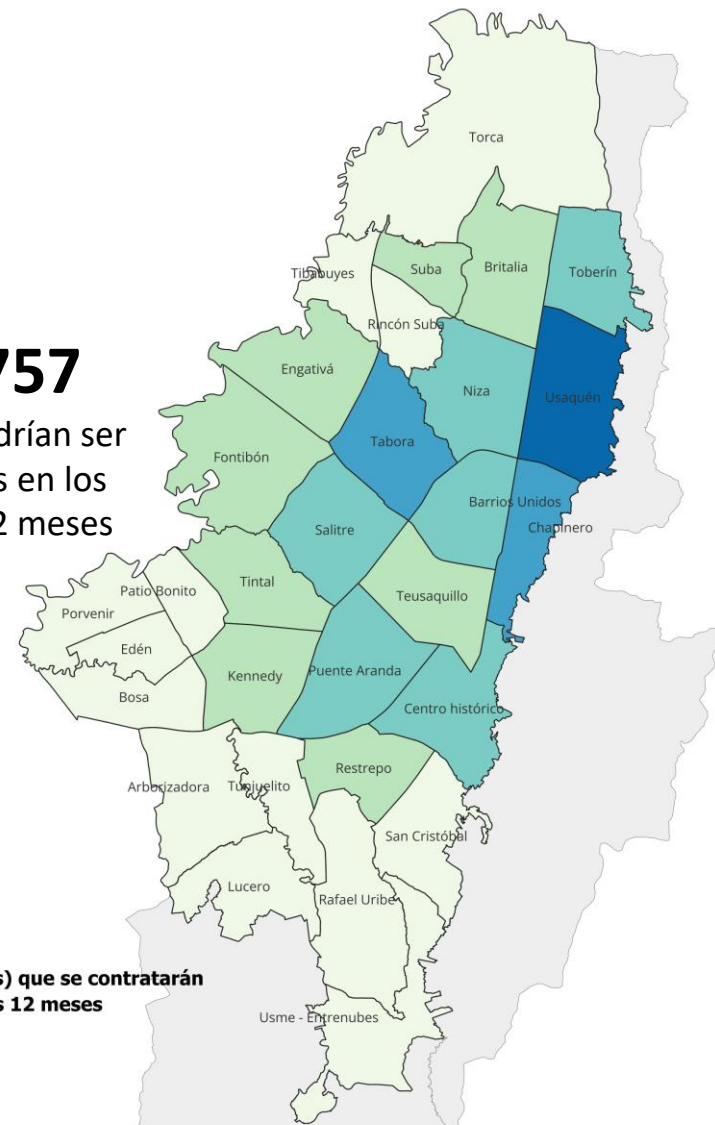 Torca
Suba
Britalia
Toberín
Tibabuyes
Rincón Suba
757
Engativá
Niza
Usaquén
drían ser
Tabora
s en los
Fontibón
2 meses
Salitre
Barrios Unidos
Chapinero
Tintal
Patio Bonito
Porvenir
Teusaquillo
Edén
Kennedy
Puente Aranda
Bosa
Centro histórico
Restrepo
Arborizadora
Tunjuelito
San Cristóbal
Lucero
Rafael Uribe
s) que se contratarán
s 12 meses
Usme - Entrenubes